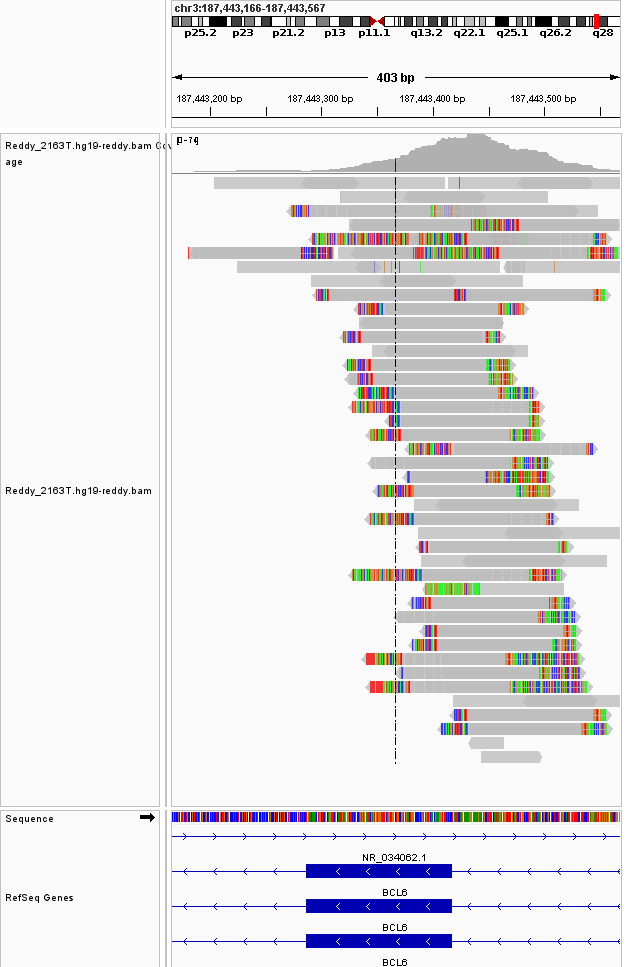 chr3:187,443,166-187,443,567
p25.2 p23 p21.2 p13 p11.1 q13.2 q22.1 q25.1 q26.2 q28
403 bp
187,443,200 bp 187,443,300 bp 187,443,400 bp 187,443,500 bp
Reddy_2163T.hg19-reddy.bam Cov
age
[0-74]
Reddy_2163T.hg19-reddy.bam
Sequence
NR_034062.1
RefSeq Genes
BCL6
BCL6
BCL6